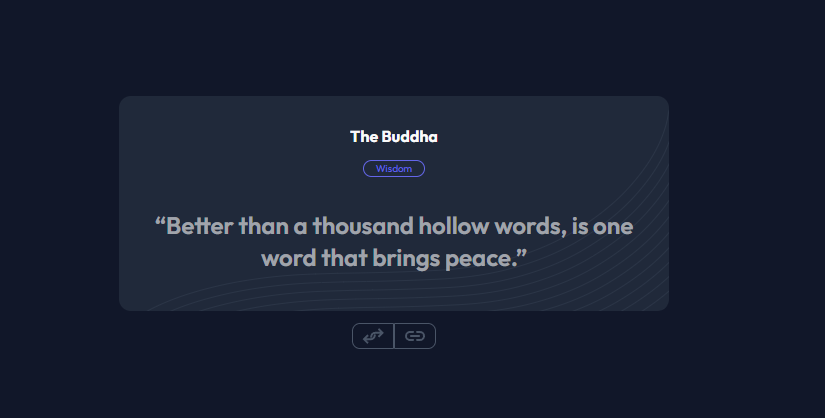 The Buddha
Wisdom
“Better than a thousand hollow words, is one
word that brings peace.”